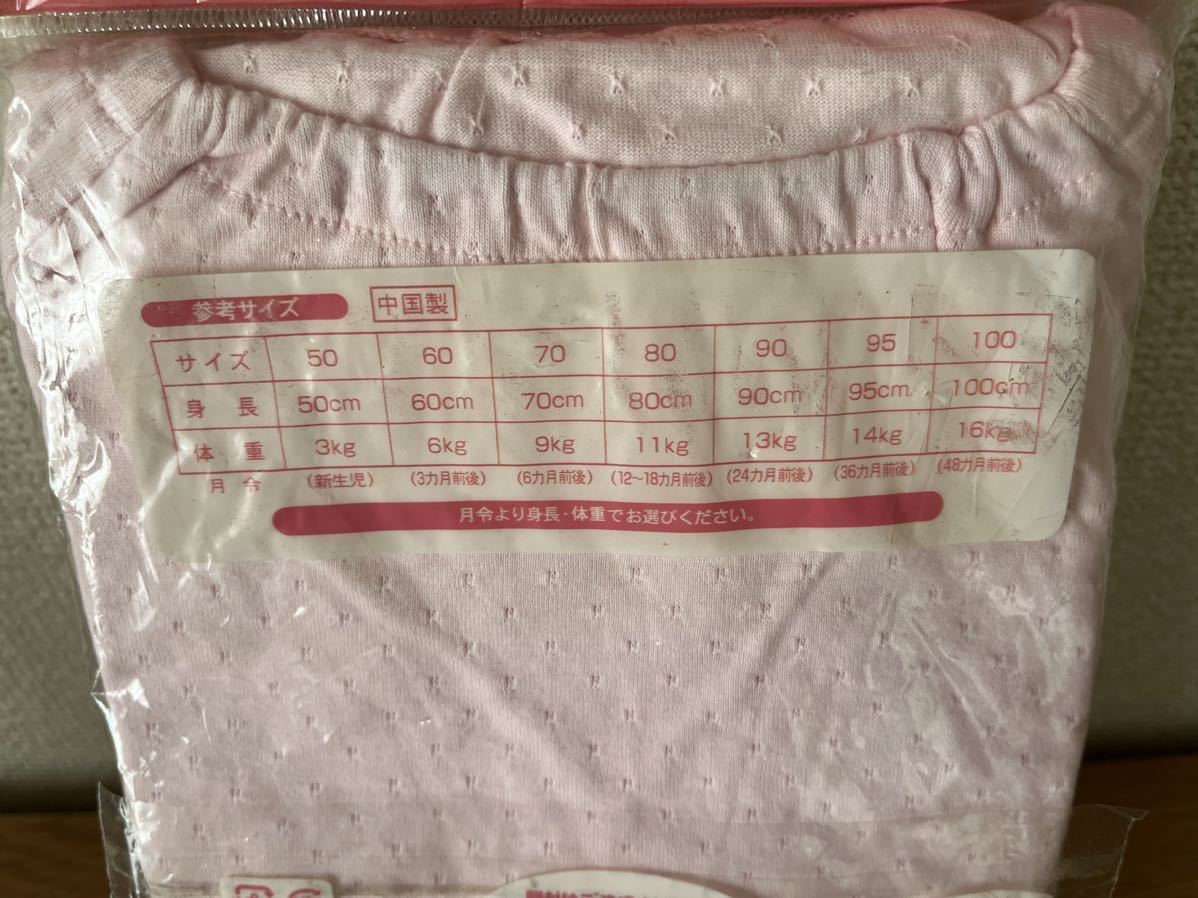 参考サイズ 中国製
サイズ 50 60 70 80 90 95 100
身長 50cm 60cm 70cm 80cm 90cm 95cm 100cm
体重 3kg 6kg 9kg 11kg 13kg 14kg 16kg
月令 (新生児) (3カ月前後) (6カ月前後) (12〜18カ月前後) (24カ月前後) (36カ月前後) (48カ月前後)
月令より身長・体重でお選びください。